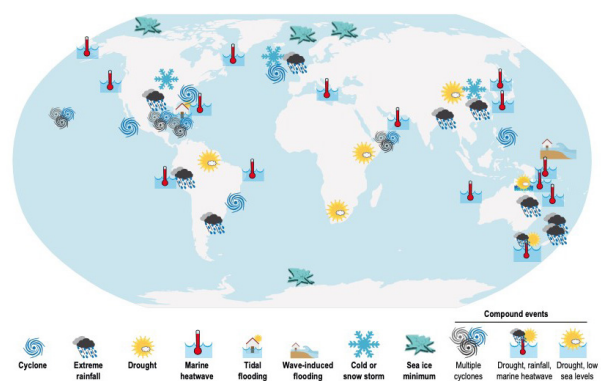 Compound events
Cyclone
Extreme
rainfall
Drought
Marine
heatwave
Tidal
flooding
Wave-induced
flooding
Cold or
snow storm
Sea ice
minimum
Multiple
cyclones
Drought, rainfall,
marine heatwave
Drought, low
sea levels